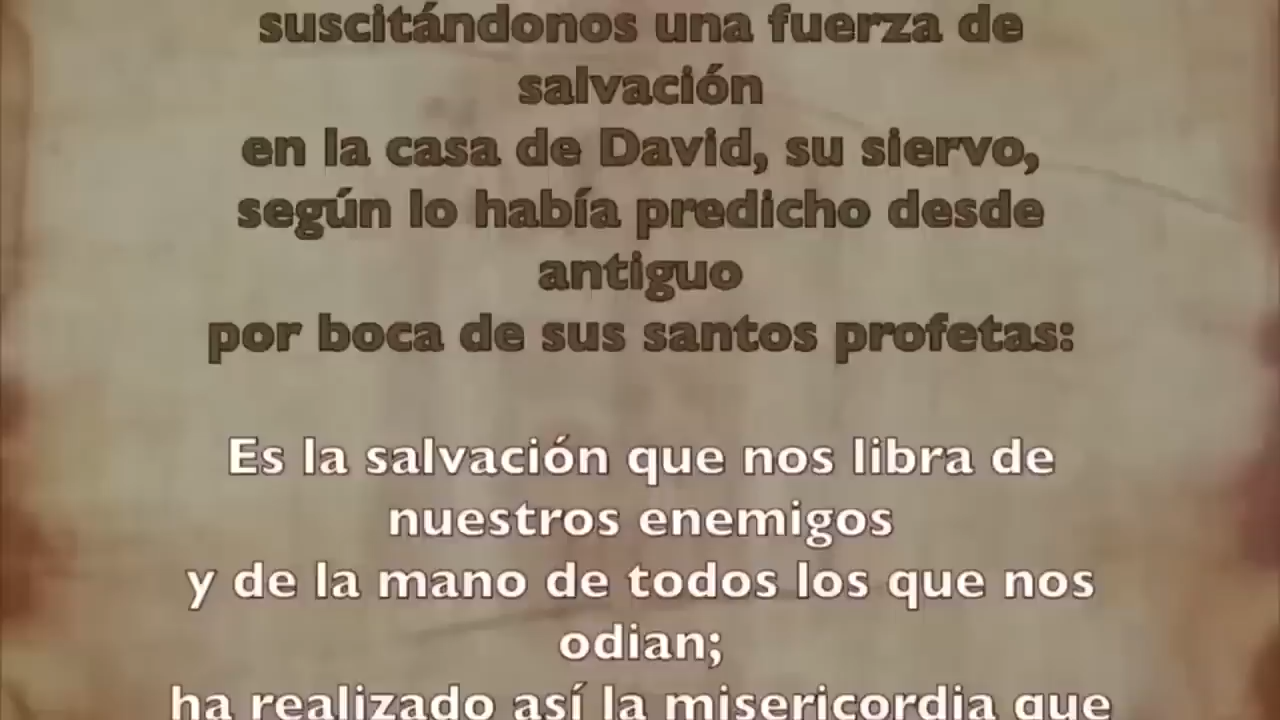 suscitándonos una fuerza de
salvación
en la casa de David, su siervo,
según lo había predicho desde
antiguo
por boca de sus santos profetas:
Es la salvación que nos libra de
nuestros enemigos
y de la mano de todos los que nos
odian;
ha realizado así la misericordia que